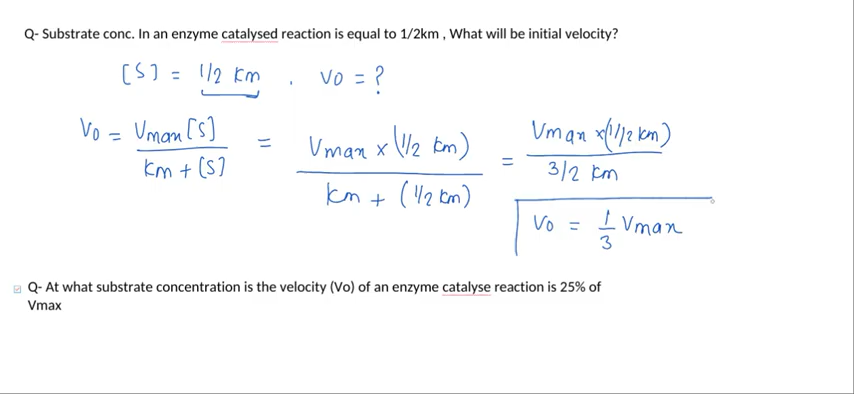 Q- Substrate conc. In an enzyme catalysed reaction is equal to 1/2km , What will be initial velocity?
[S] = 1/2 Km . Vo = ?
Vo = Vmax [S] / Km + [S] = Vmax x (1/2 Km) / Km + (1/2 Km) = Vmax x (1/2 Km) / 3/2 Km
Vo = 1/3 Vmax
Q- At what substrate concentration is the velocity (Vo) of an enzyme catalyse reaction is 25% of
Vmax